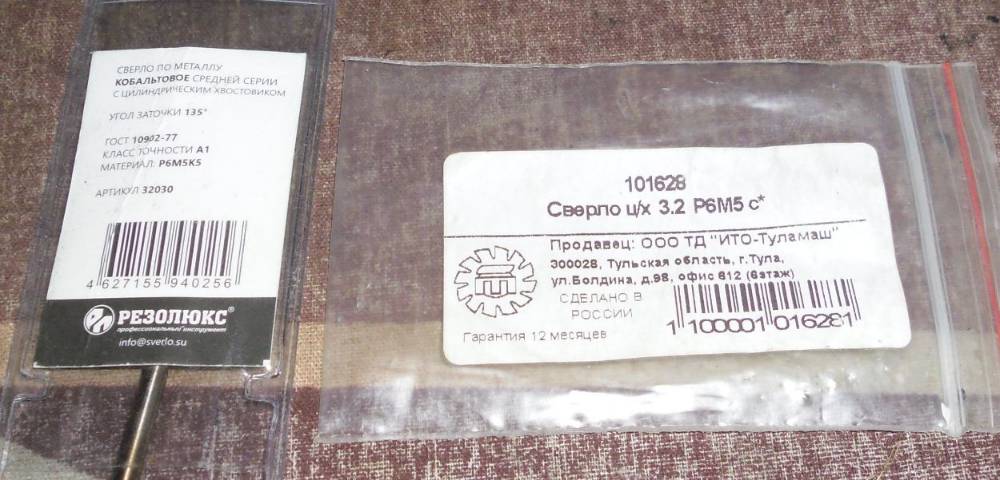 СВЕРЛО ПО МЕТАЛЛУ
КОБАЛЬТОВОЕ СРЕДНЕЙ СЕРИИ
С ЦИЛИНДРИЧЕСКИМ ХВОСТОВИКОМ
УГОЛ ЗАТОЧКИ 135°
ГОСТ 10902-77
КЛАСС ТОЧНОСТИ А1
МАТЕРИАЛ: Р6М5К5
АРТИКУЛ 32030
4 627155 940256
РЕЗОЛЮКС®
профессиональный инструмент
info@sverlo.su
101628
Сверло ц/х 3.2 Р6М5 с*
Продавец: ООО ТД "ИТО-Туламаш"
300028, Тульская область, г.Тула,
ул.Болдина, д.98, офис 612 (6этаж)
СДЕЛАНО В
РОССИИ
Гарантия 12 месяцев
1 100001 016281